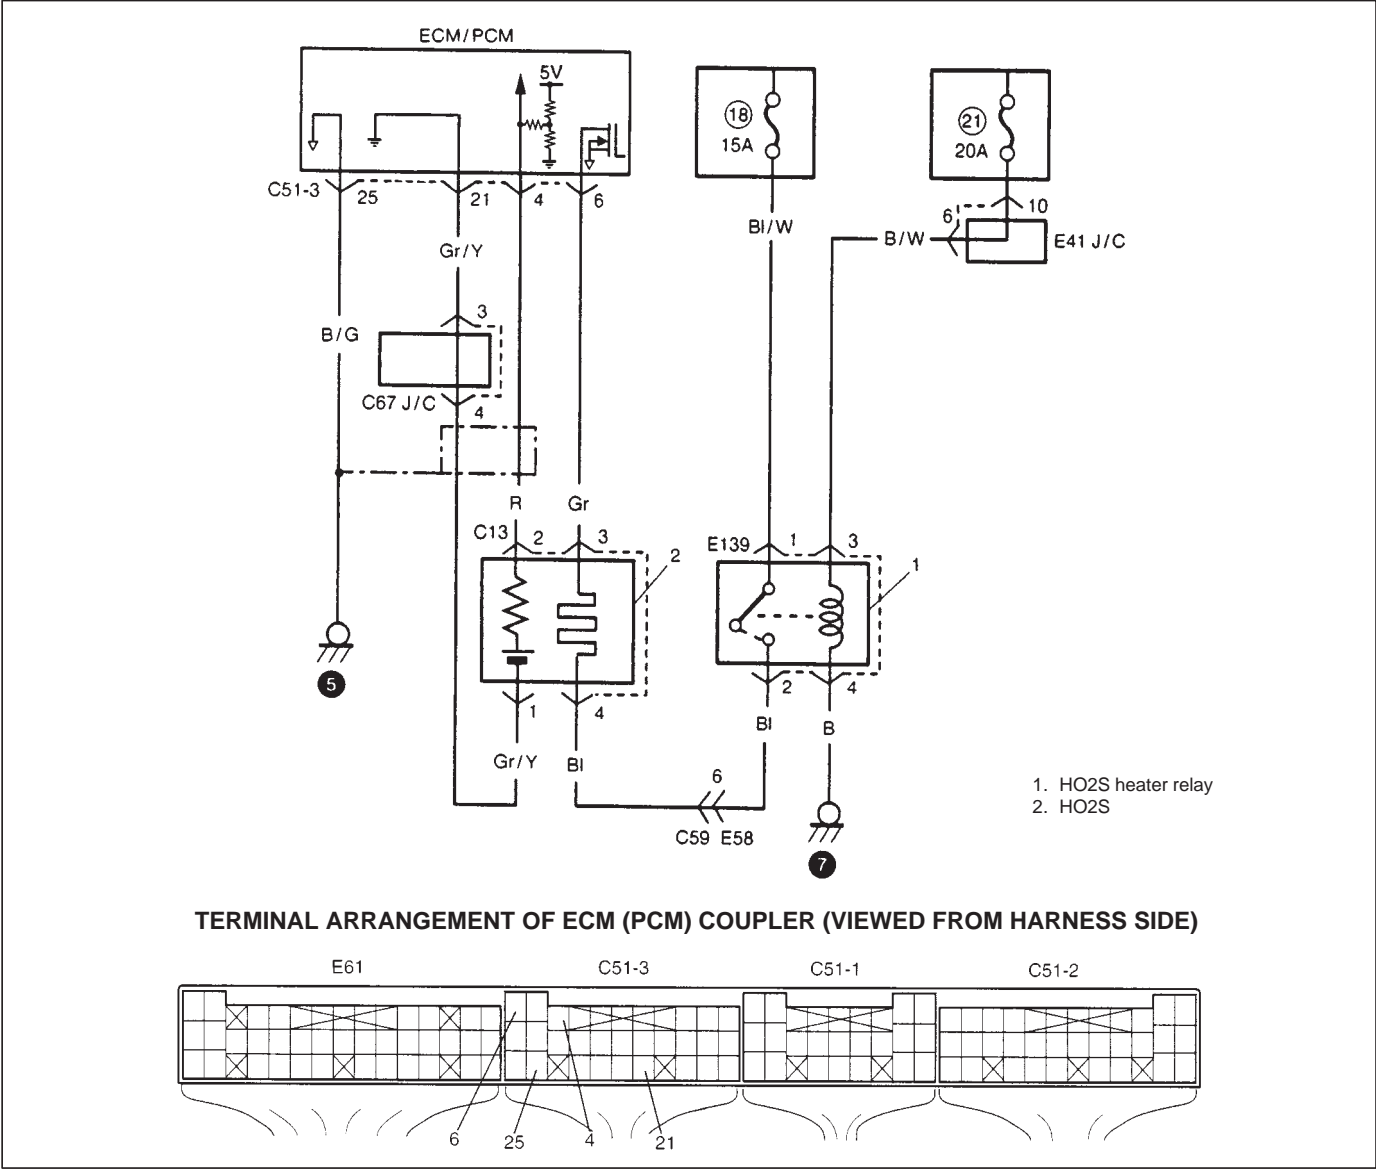 ECM/PCM
5V
18
15A
21
20A
C51-3
25
21
4
6
6
10
Gr/Y
Bl/W
B/W
E41 J/C
3
B/G
C67 J/C
4
R
Gr
C13
2
3
E139
1
3
2
1
5
1
4
2
4
Gr/Y
Bl
Bl
B
6
C59 E58
7
1. HO2S heater relay
2. HO2S
TERMINAL ARRANGEMENT OF ECM (PCM) COUPLER (VIEWED FROM HARNESS SIDE)
E61
C51-3
C51-1
C51-2
6
25
4
21